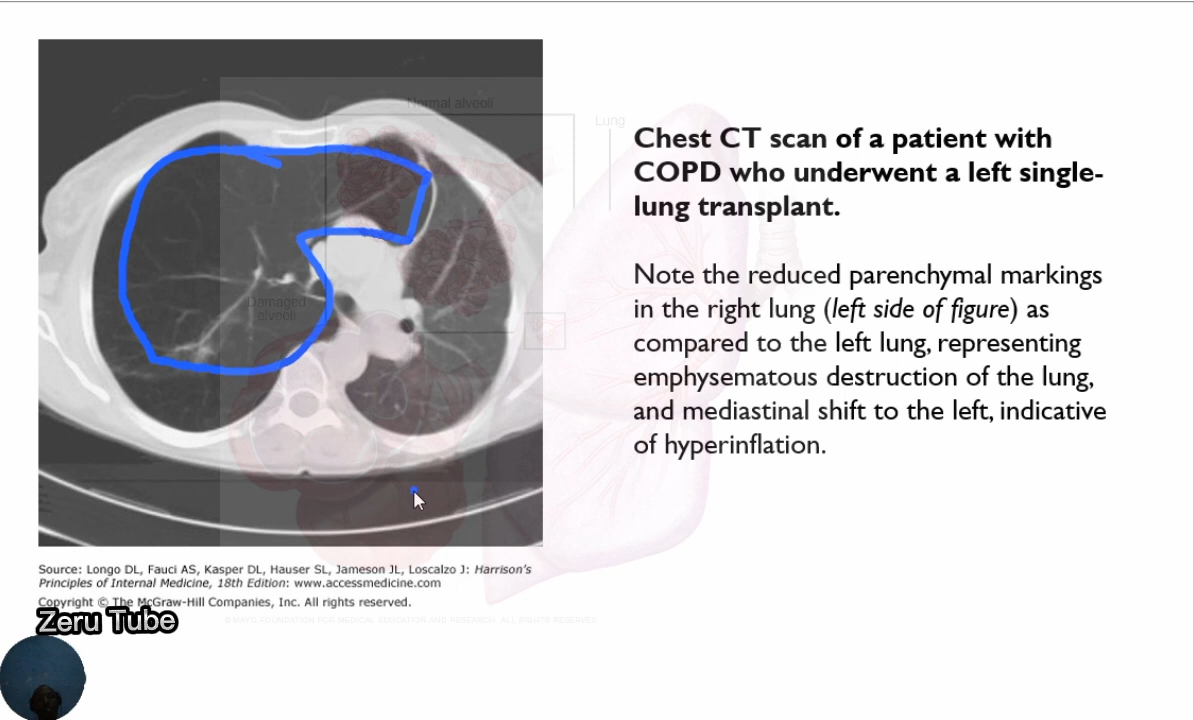 Normal alveoli
Lung
Chest CT scan of a patient with
COPD who underwent a left single-
lung transplant.
Note the reduced parenchymal markings
in the right lung (left side of figure) as
compared to the left lung, representing
emphysematous destruction of the lung,
and mediastinal shift to the left, indicative
of hyperinflation.
Damaged
alveoli
Source: Longo DL, Fauci AS, Kasper DL, Hauser SL, Jameson JL, Loscalzo J: Harrison's
Principles of Internal Medicine, 18th Edition: www.accessmedicine.com
Copyright © The McGraw-Hill Companies, Inc. All rights reserved.
Zeru Tube
© MAYO FOUNDATION FOR MEDICAL EDUCATION AND RESEARCH. ALL RIGHTS RESERVED.